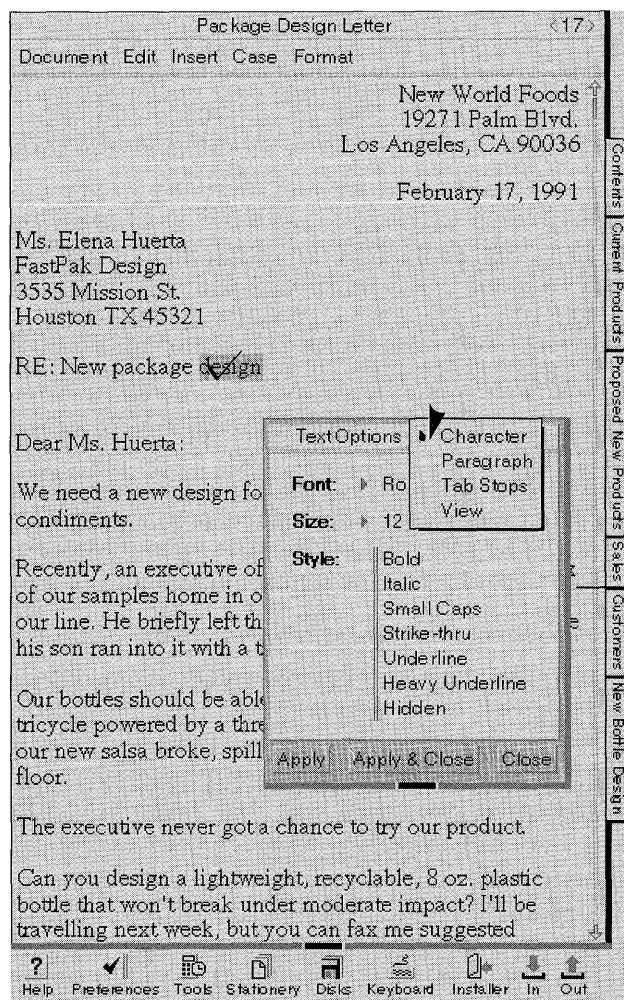 Package Design Letter <17>
Document Edit Insert Case Format
New World Foods
19271 Palm Blvd.
Los Angeles, CA 90036
February 17, 1991
Ms. Elena Huerta
FastPak Design
3535 Mission St.
Houston TX 45321
RE: New package design
Dear Ms. Huerta:
We need a new design fo
condiments.
Recently, an executive of
of our samples home in o
our line. He briefly left th
his son ran into it with a t
Our bottles should be able
tricycle powered by a thre
our new salsa broke, spill
floor.
The executive never got a chance to try our product.
Can you design a lightweight, recyclable, 8 oz. plastic
bottle that won't break under moderate impact? I'll be
travelling next week, but you can fax me suggested
Text Options
Character
Paragraph
Tab Stops
View
Font: Ro
Size: 12
Style: Bold
Italic
Small Caps
Strike-thru
Underline
Heavy Underline
Hidden
Apply Apply & Close Close
Contents
Current Products
Proposed New Products
Sales
Customers
New Bottle Design
? Help Preferences Tools Stationery Disks Keyboard Installer In Out